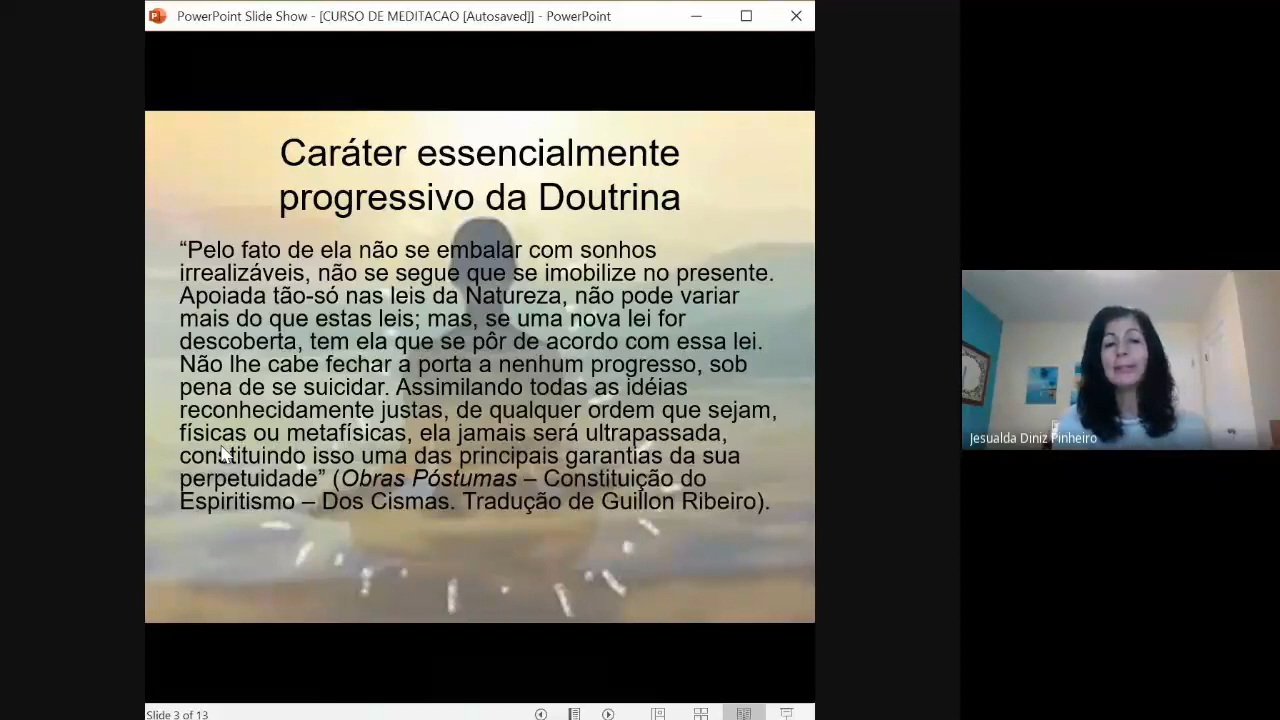 PowerPoint Slide Show - [CURSO DE MEDITACAO [Autosaved]] - PowerPoint
Caráter essencialmente
progressivo da Doutrina
“Pelo fato de ela não se embalar com sonhos
irrealizáveis, não se segue que se imobilize no presente.
Apoiada tão-só nas leis da Natureza, não pode variar
mais do que estas leis; mas, se uma nova lei for
descoberta, tem ela que se pôr de acordo com essa lei.
Não lhe cabe fechar a porta a nenhum progresso, sob
pena de se suicidar. Assimilando todas as idéias
reconhecidamente justas, de qualquer ordem que sejam,
físicas ou metafísicas, ela jamais será ultrapassada,
constituindo isso uma das principais garantias da sua
perpetuidade” (Obras Póstumas – Constituição do
Espiritismo – Dos Cismas. Tradução de Guillon Ribeiro).
Jesualda Diniz Pinheiro
Slide 3 of 13